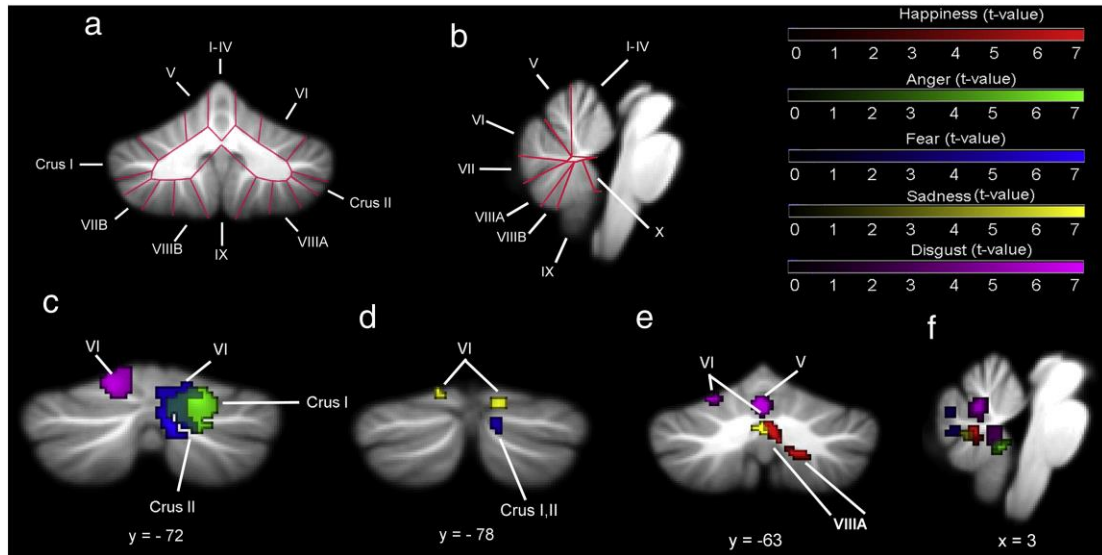 a
I-IV
V
VI
Crus I
Crus II
VIIB
VIIIB
IX
VIIIA
b
V
I-IV
VI
VII
VIIIA
VIIIB
IX
X
Happiness (t-value)
0 1 2 3 4 5 6 7
Anger (t-value)
0 1 2 3 4 5 6 7
Fear (t-value)
0 1 2 3 4 5 6 7
Sadness (t-value)
0 1 2 3 4 5 6 7
Disgust (t-value)
0 1 2 3 4 5 6 7
c
VI
VI
Crus I
Crus II
y = - 72
d
VI
Crus I,II
y = - 78
e
VI
V
VIIIA
y = -63
f
x = 3